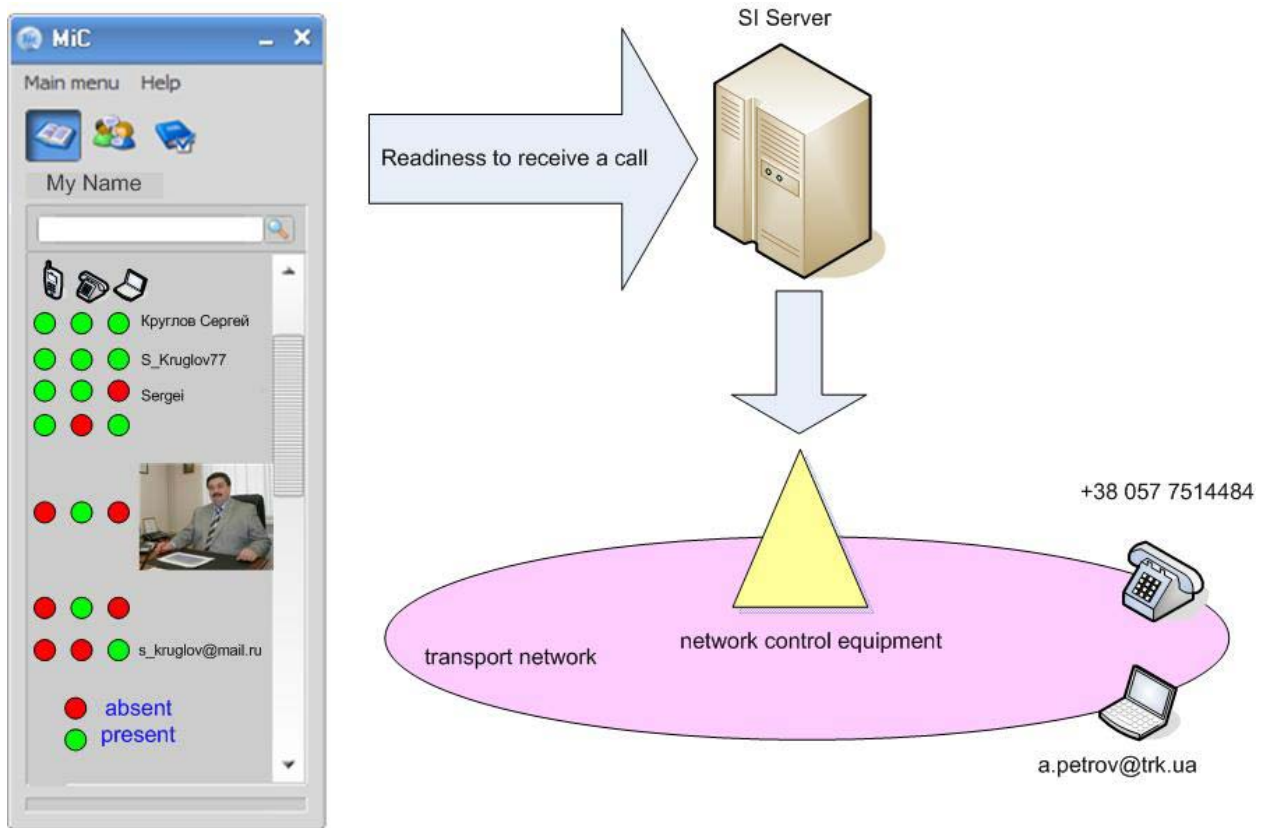 MiC
Main menu Help
My Name
Круглов Сергей
S_Kruglov77
Sergei
s_kruglov@mail.ru
absent
present
SI Server
Readiness to receive a call
+38 057 7514484
network control equipment
transport network
a.petrov@trk.ua